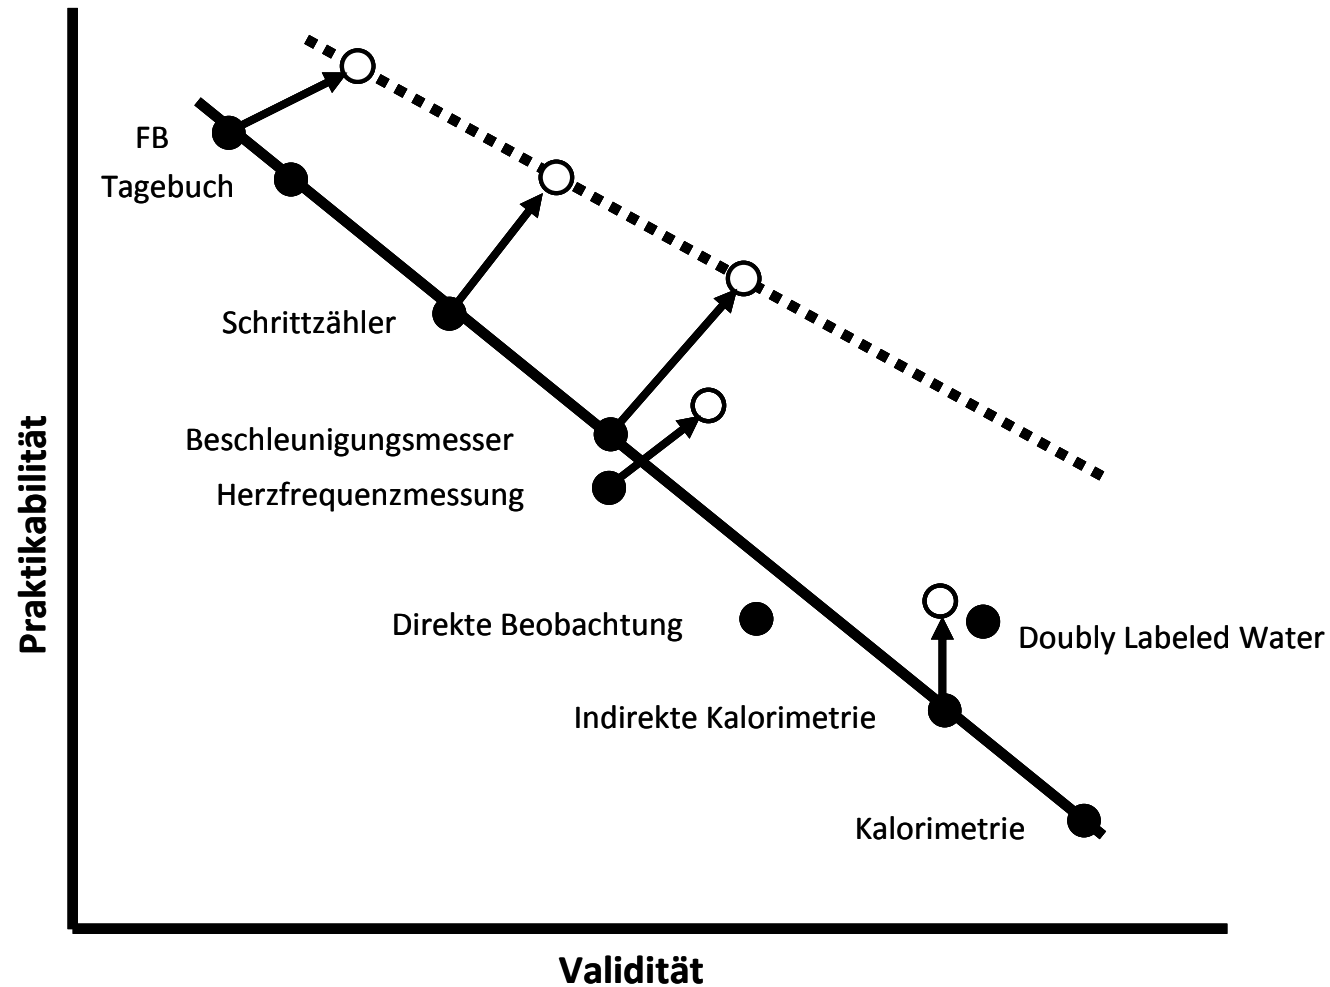 FB
Tagebuch
Schrittzähler
Beschleunigungsmesser
Herzfrequenzmessung
Direkte Beobachtung
Doubly Labeled Water
Indirekte Kalorimetrie
Kalorimetrie
Praktikabilität
Validität